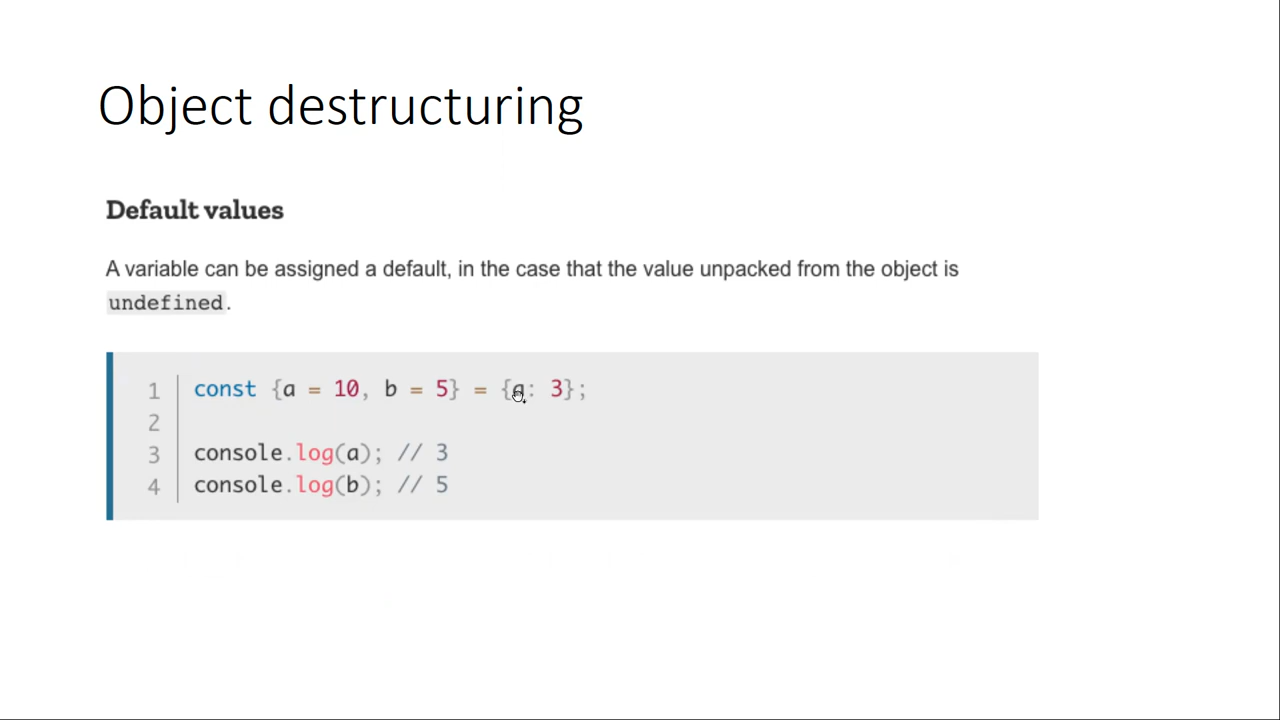 Object destructuring
Default values
A variable can be assigned a default, in the case that the value unpacked from the object is
undefined.
1 const {a = 10, b = 5} = {a: 3};
2
3 console.log(a); // 3
4 console.log(b); // 5